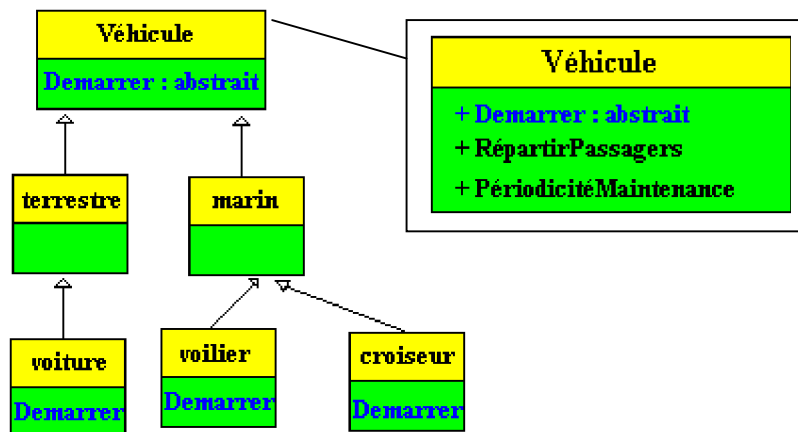 Véhicule
Demarrer : abstrait
Véhicule
+ Demarrer : abstrait
+ RépartirPassagers
+ PériodicitéMaintenance
terrestre
marin
voiture
Demarrer
voilier
Demarrer
croiseur
Demarrer